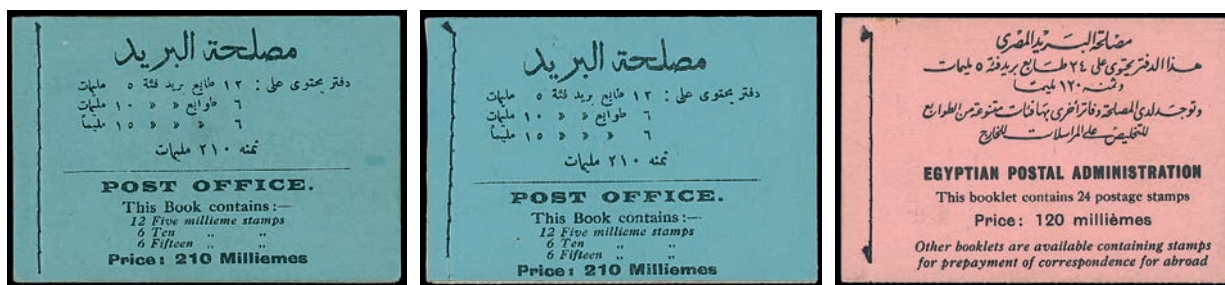 مصلحة البريد
دفتر يحتوى على : ١٢ طابع بريد فئة ٥ مليمات
٦ طوابع » » ١٠ مليمات
٦ » » » ١٥ مليماً
ثمنه ٢١٠ مليمات
POST OFFICE.
This Book contains:—
12 Five millieme stamps
6 Ten „ „
6 Fifteen „ „
Price: 210 Milliemes
مصلحة البريد
دفتر يحتوى على : ١٢ طابع بريد فئة ٥ مليمات
٦ طوابع » » ١٠ مليمات
٦ » » » ١٥ مليماً
ثمنه ٢١٠ مليمات
POST OFFICE.
This Book contains:—
12 Five millieme stamps
6 Ten „ „
6 Fifteen „ „
Price: 210 Milliemes
مصلحة البريد المصرى
هذا الدفتر يحتوى على ٢٤ طابع بريد فئة ٥ مليمات
وثمنه ١٢٠ مليما
وتوجد لدى المصلحة دفاتر أخرى بها فئات متنوعة من الطوابع
للتخليص على المراسلات للخارج
EGYPTIAN POSTAL ADMINISTRATION
This booklet contains 24 postage stamps
Price: 120 millièmes
Other booklets are available containing stamps
for prepayment of correspondence for abroad